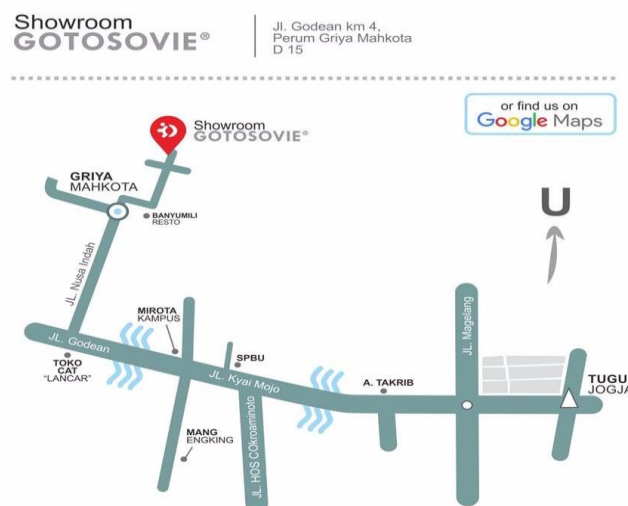 Showroom
GOTOSOVIE®
Jl. Godean km 4,
Perum Griya Mahkota
D 15
or find us on
Google Maps
Showroom
GOTOSOVIE®
GRIYA
MAHKOTA
BANYUMILI
RESTO
U
JL. Nusa Indah
JL. Magelang
MIROTA
KAMPUS
JL. Godean
SPBU
TOKO
CAT
"LANCAR"
JL. Kyai Mojo
A. TAKRIB
TUGU
JOGJA
JL. HOS COkroaminoto
MANG
ENGKING